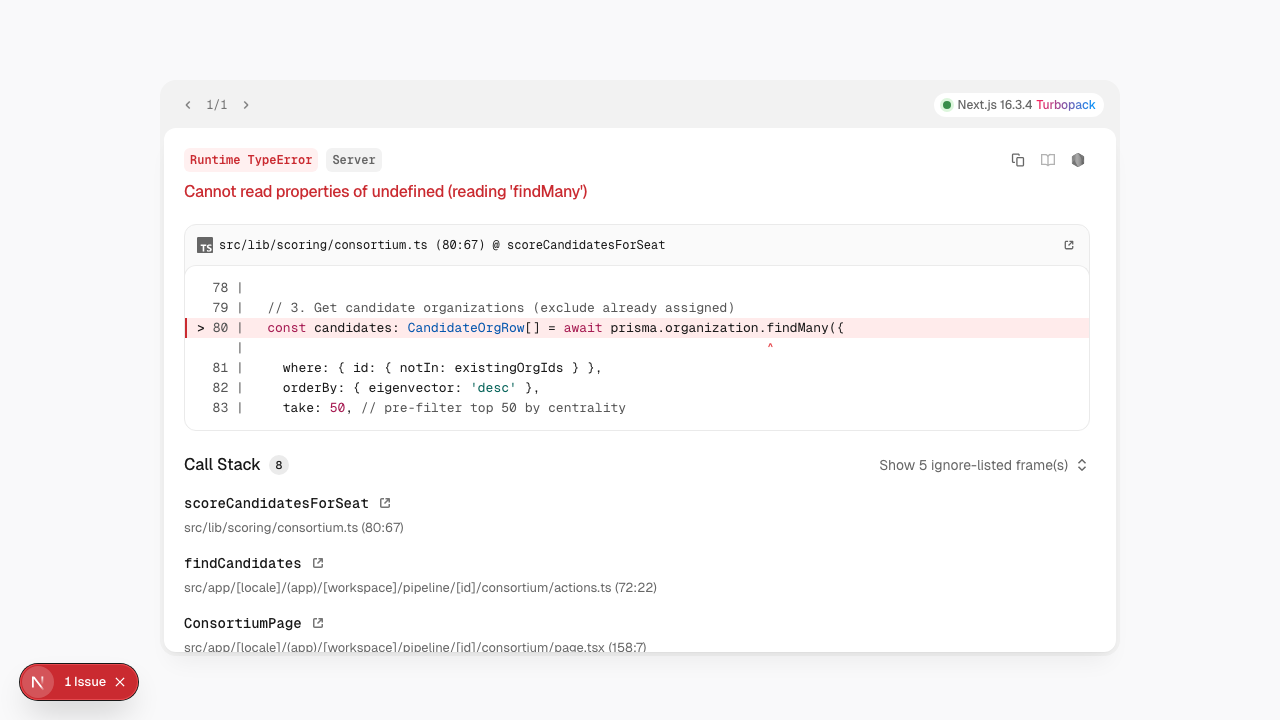 1/1
Next.js 16.3.4 Turbopack
Runtime TypeError Server
Cannot read properties of undefined (reading 'findMany')
TS src/lib/scoring/consortium.ts (80:67) @ scoreCandidatesForSeat
78 |
79 |   // 3. Get candidate organizations (exclude already assigned)
> 80 |   const candidates: CandidateOrgRow[] = await prisma.organization.findMany({
|                                                                   ^
81 |     where: { id: { notIn: existingOrgIds } },
82 |     orderBy: { eigenvector: 'desc' },
83 |     take: 50, // pre-filter top 50 by centrality
Call Stack 8
Show 5 ignore-listed frame(s)
scoreCandidatesForSeat
src/lib/scoring/consortium.ts (80:67)
findCandidates
src/app/[locale]/(app)/[workspace]/pipeline/[id]/consortium/actions.ts (72:22)
ConsortiumPage
src/app/[locale]/(app)/[workspace]/pipeline/[id]/consortium/page.tsx (158:7)
N 1 Issue